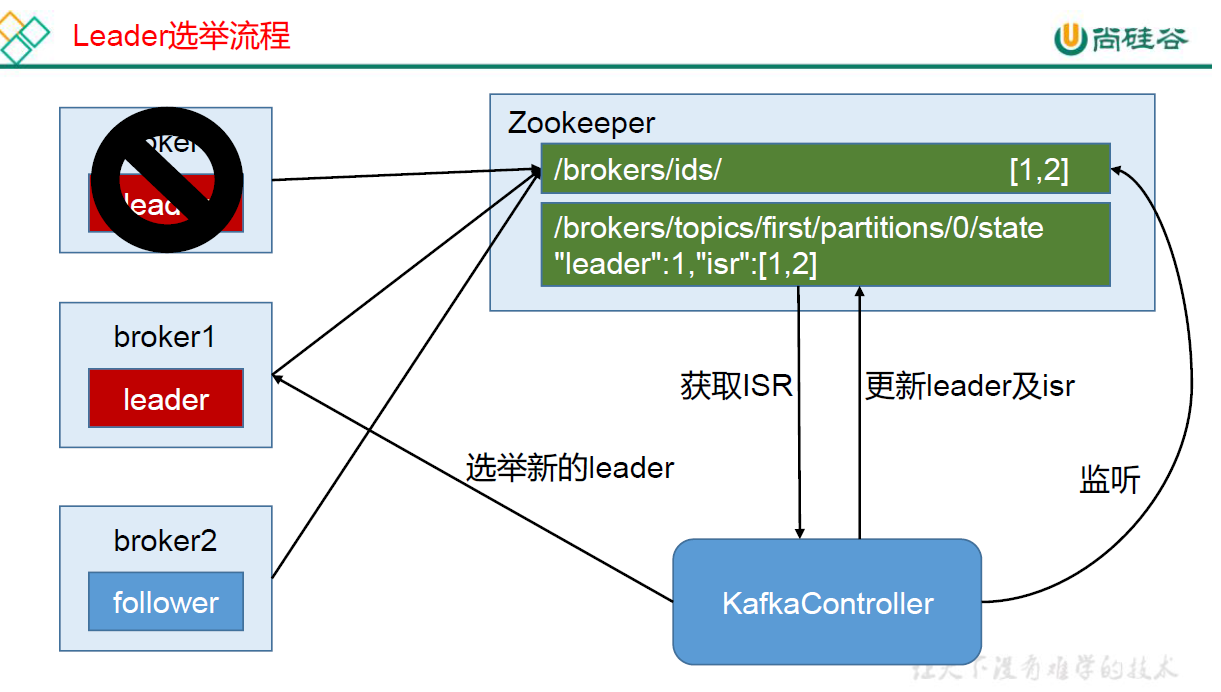 Leader选举流程
尚硅谷
Zookeeper
/brokers/ids/ [1,2]
/brokers/topics/first/partitions/0/state
"leader":1,"isr":[1,2]
broker1
leader
获取ISR
更新leader及isr
选举新的leader
监听
broker2
follower
KafkaController
让天下没有难学的技术